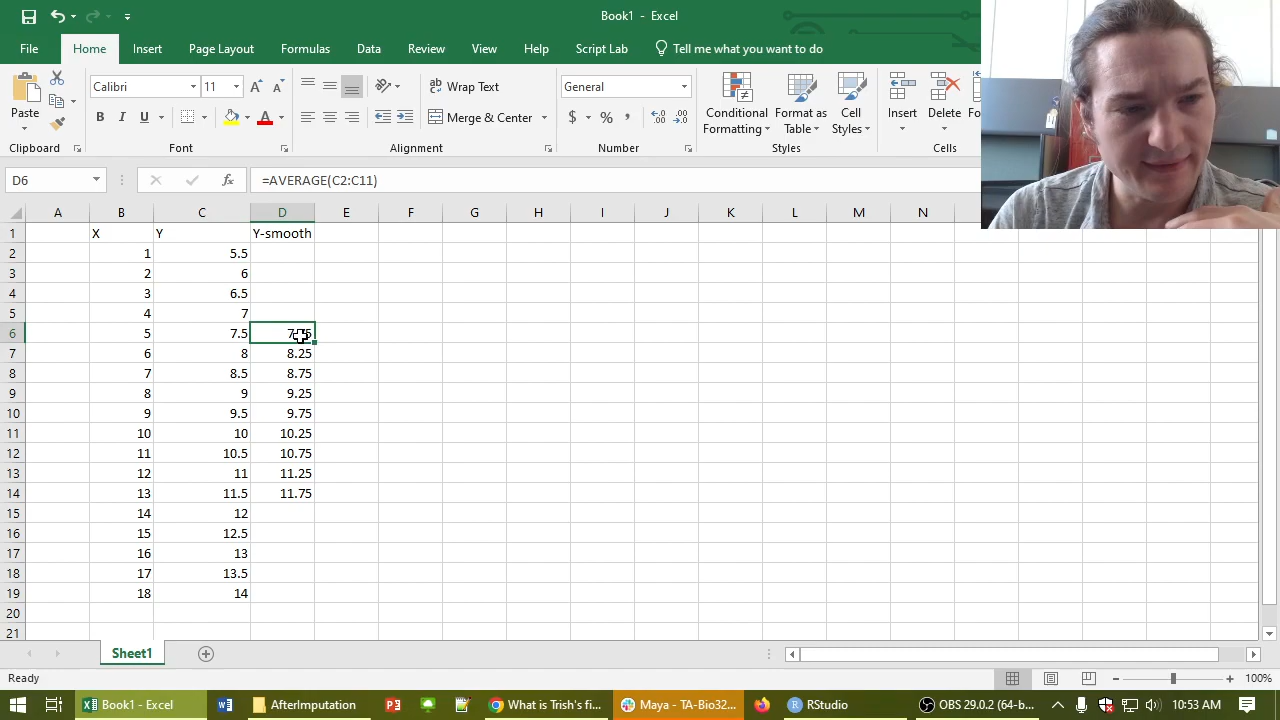 Book1 - Excel
File Home Insert Page Layout Formulas Data Review View Help Script Lab Tell me what you want to do
Paste Calibri 11 A A Wrap Text General Conditional Formatting Format as Table Cell Styles Insert Delete
B I U A Merge & Center $ % ,
Clipboard Font Alignment Number Styles Cells
D6 fx =AVERAGE(C2:C11)
A B C D E F G H I J K L M N
1 X Y Y-smooth
2 1 5.5
3 2 6
4 3 6.5
5 4 7
6 5 7.5
7 6 8 8.25
8 7 8.5 8.75
9 8 9 9.25
10 9 9.5 9.75
11 10 10 10.25
12 11 10.5 10.75
13 12 11 11.25
14 13 11.5 11.75
15 14 12
16 15 12.5
17 16 13
18 17 13.5
19 18 14
20
21
Sheet1
Ready 100%
Book1 - Excel AfterImputation What is Trish's fi... Maya - TA-Bio32... RStudio OBS 29.0.2 (64-b... 10:53 AM